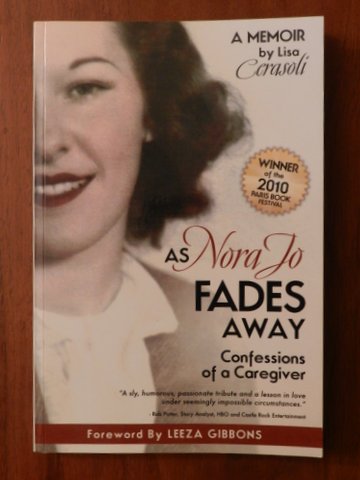 A MEMOIR
by Lisa
Cerasoli
WINNER
of the
2010
PARIS BOOK
FESTIVAL
AS Nora Jo
FADES
AWAY
Confessions
of a Caregiver
"A sly, humorous, passionate tribute and a lesson in love
under seemingly impossible circumstances."
- Rob Potter, Story Analyst, HBO and Castle Rock Entertainment
Foreword By LEEZA GIBBONS